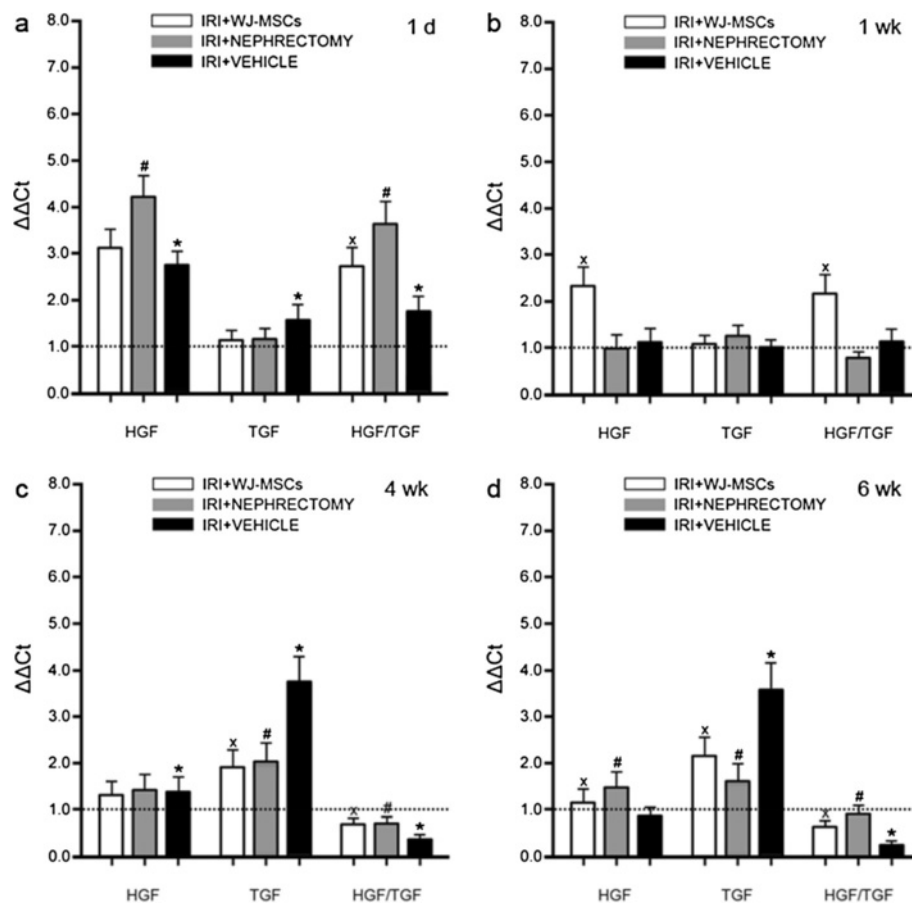 a
IRI+WJ-MSCs
IRI+NEPHRECTOMY
IRI+VEHICLE
1 d
8.0
7.0
6.0
5.0
4.0
3.0
2.0
1.0
0.0
ΔΔCt
#
*
*
x
#
*
HGF TGF HGF/TGF
b
IRI+WJ-MSCs
IRI+NEPHRECTOMY
IRI+VEHICLE
1 wk
8.0
7.0
6.0
5.0
4.0
3.0
2.0
1.0
0.0
ΔΔCt
x
x
HGF TGF HGF/TGF
c
IRI+WJ-MSCs
IRI+NEPHRECTOMY
IRI+VEHICLE
4 wk
8.0
7.0
6.0
5.0
4.0
3.0
2.0
1.0
0.0
ΔΔCt
*
x
#
*
x
#
*
HGF TGF HGF/TGF
d
IRI+WJ-MSCs
IRI+NEPHRECTOMY
IRI+VEHICLE
6 wk
8.0
7.0
6.0
5.0
4.0
3.0
2.0
1.0
0.0
ΔΔCt
x
#
x
#
*
x
#
*
HGF TGF HGF/TGF